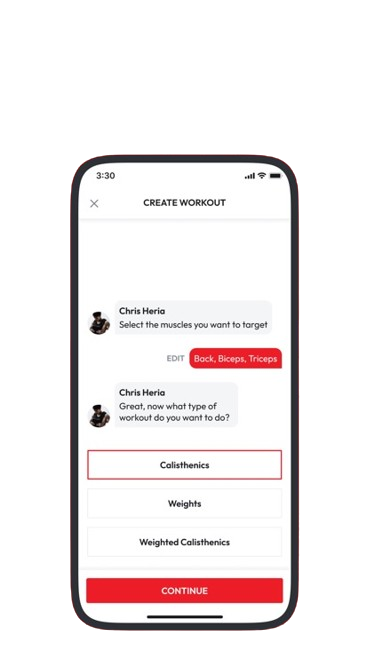 3:30
CREATE WORKOUT
Chris Heria
Select the muscles you want to target
EDIT
Back, Biceps, Triceps
Chris Heria
Great, now what type of
workout do you want to do?
Calisthenics
Weights
Weighted Calisthenics
CONTINUE